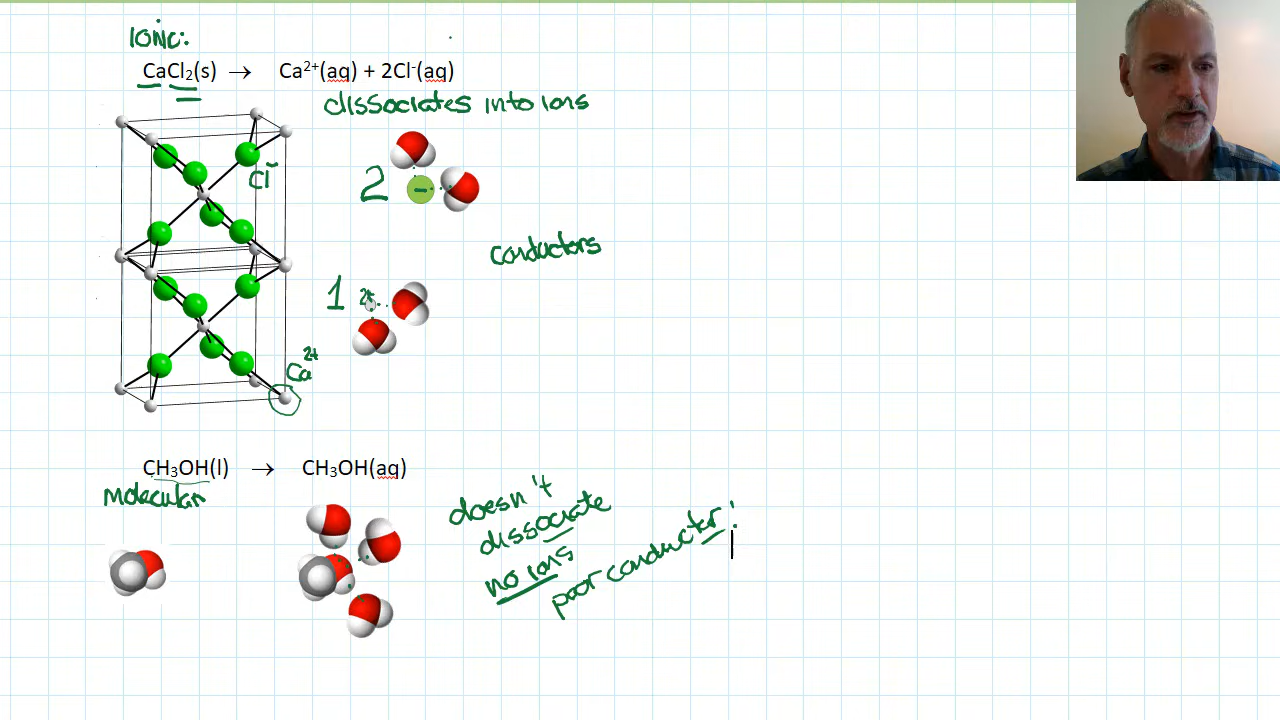 Ionic:
CaCl₂(s) → Ca²⁺(aq) + 2Cl⁻(aq)
dissociates into ions
Cl⁻
2 −
conductors
1 2+
Ca²⁺
CH₃OH(l) → CH₃OH(aq)
molecular
doesn't
dissociate
no ions
poor conductor!